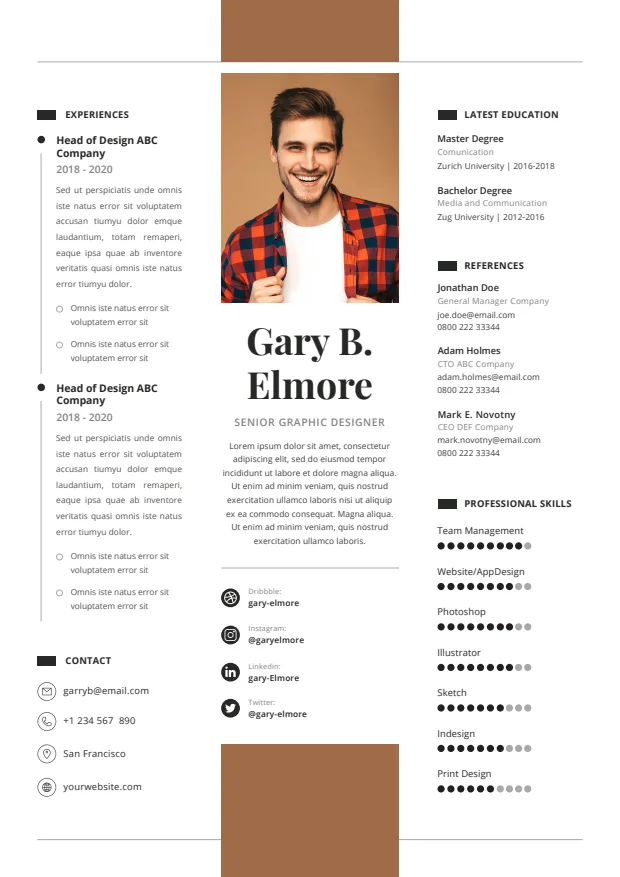 EXPERIENCES
Head of Design ABC
Company
2018 - 2020
Sed ut perspiciatis unde omnis
iste natus error sit voluptatem
accusan tiumyu dolor emque
laudantium, totam remaperi,
eaque ipsa quae ab inventore
veritatis quasi omnis iste natus
error tiumyu dolor.
Omnis iste natus error sit
voluptatem error sit
Omnis iste natus error sit
voluptatem error sit
Head of Design ABC
Company
2018 - 2020
Sed ut perspiciatis unde omnis
iste natus error sit voluptatem
accusan tiumyu dolor emque
laudantium, totam remaperi,
eaque ipsa quae ab inventore
veritatis quasi omnis iste natus
error tiumyu dolor.
Omnis iste natus error sit
voluptatem error sit
Omnis iste natus error sit
voluptatem error sit
CONTACT
garryb@email.com
+1 234 567 890
San Francisco
yourwebsite.com
Gary B.
Elmore
SENIOR GRAPHIC DESIGNER
Lorem ipsum dolor sit amet, consectetur
adipiscing elit, sed do eiusmod tempor
incididunt ut labore et dolore magna aliqua.
Ut enim ad minim veniam, quis nostrud
exercitation ullamco laboris nisi ut aliquip
ex ea commodo consequat. Magna aliqua.
Ut enim ad minim veniam, quis nostrud
exercitation ullamco laboris.
Dribbble:
gary-elmore
Instagram:
@garyelmore
Linkedin:
gary-Elmore
Twitter:
@gary-elmore
LATEST EDUCATION
Master Degree
Comunication
Zurich University | 2016-2018
Bachelor Degree
Media and Communication
Zug University | 2012-2016
REFERENCES
Jonathan Doe
General Manager Company
joe.doe@email.com
0800 222 33344
Adam Holmes
CTO ABC Company
adam.holmes@email.com
0800 222 33344
Mark E. Novotny
CEO DEF Company
mark.novotny@email.com
0800 222 33344
PROFESSIONAL SKILLS
Team Management
Website/AppDesign
Photoshop
Illustrator
Sketch
Indesign
Print Design